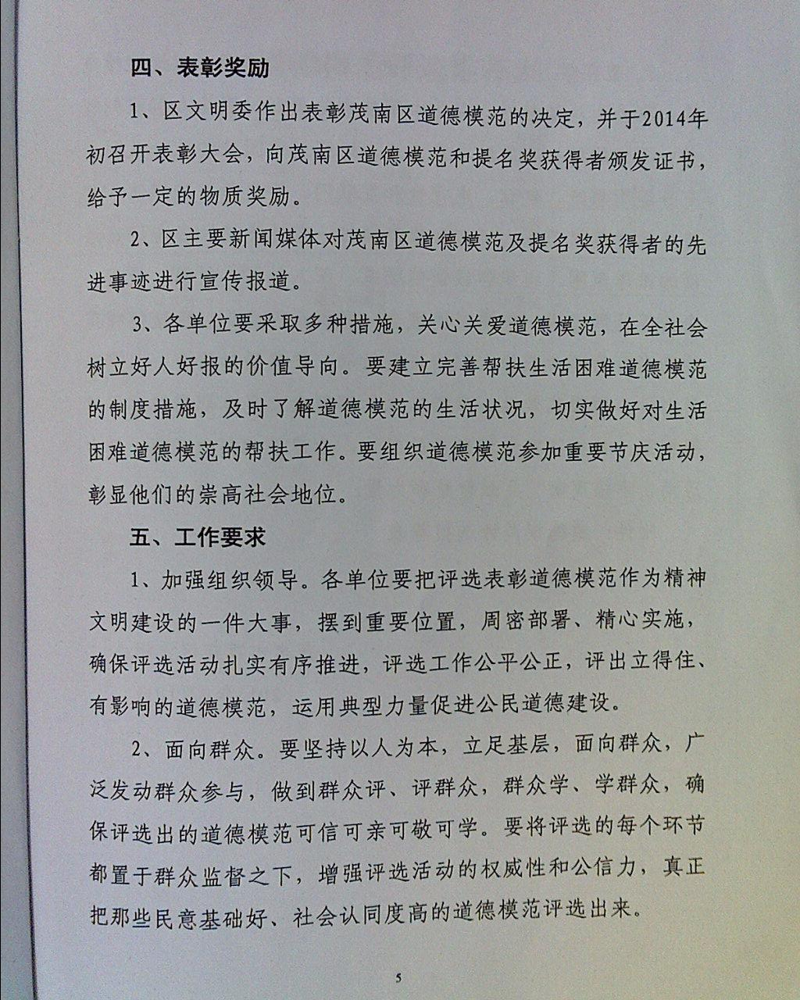 四、表彰奖励
1、区文明委作出表彰茂南区道德模范的决定，并于2014年
初召开表彰大会，向茂南区道德模范和提名奖获得者颁发证书，
给予一定的物质奖励。
2、区主要新闻媒体对茂南区道德模范及提名奖获得者的先
进事迹进行宣传报道。
3、各单位要采取多种措施，关心关爱道德模范，在全社会
树立好人好报的价值导向。要建立完善帮扶生活困难道德模范
的制度措施，及时了解道德模范的生活状况，切实做好对生活
困难道德模范的帮扶工作。要组织道德模范参加重要节庆活动，
彰显他们的崇高社会地位。
五、工作要求
1、加强组织领导。各单位要把评选表彰道德模范作为精神
文明建设的一件大事，摆到重要位置，周密部署、精心实施，
确保评选活动扎实有序推进，评选工作公平公正，评出立得住、
有影响的道德模范，运用典型力量促进公民道德建设。
2、面向群众。要坚持以人为本，立足基层，面向群众，广
泛发动群众参与，做到群众评、评群众，群众学、学群众，确
保评选出的道德模范可信可亲可敬可学。要将评选的每个环节
都置于群众监督之下，增强评选活动的权威性和公信力，真正
把那些民意基础好、社会认同度高的道德模范评选出来。
5